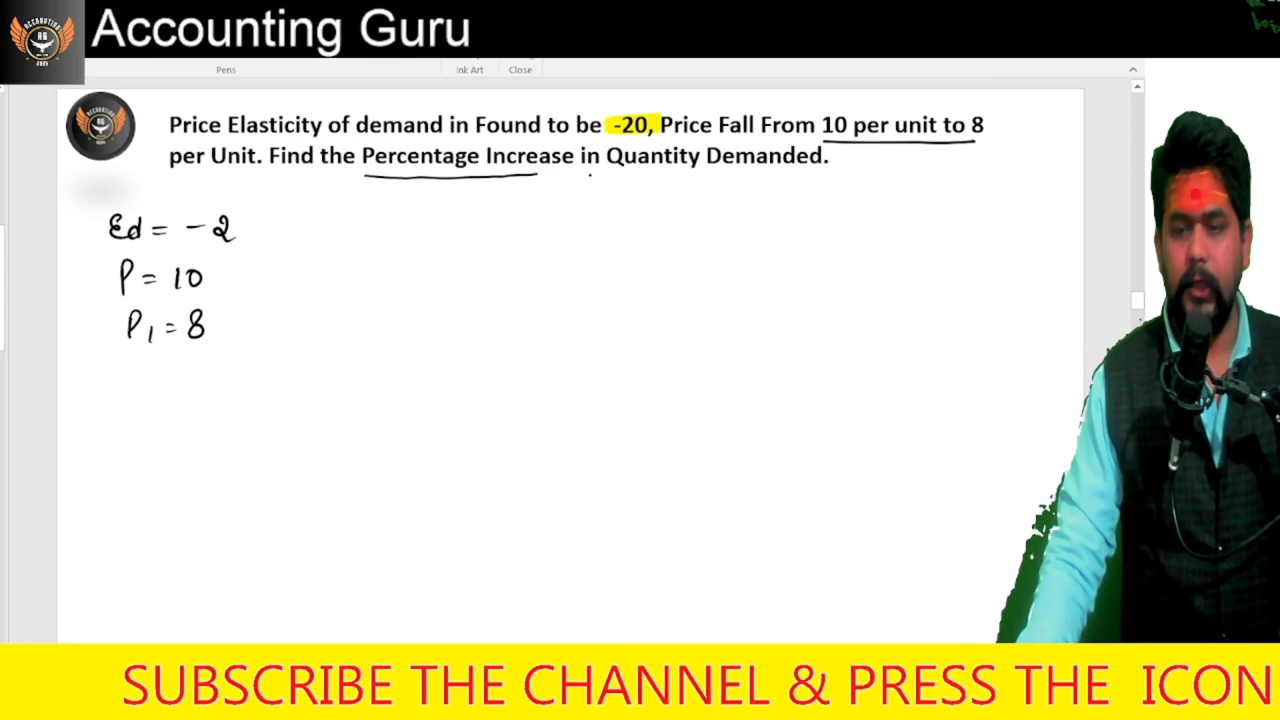 Accounting Guru
Pens
Ink Art
Close
Price Elasticity of demand in Found to be -20, Price Fall From 10 per unit to 8
per Unit. Find the Percentage Increase in Quantity Demanded.
Ed = -2
P = 10
P1 = 8
SUBSCRIBE THE CHANNEL & PRESS THE ICON